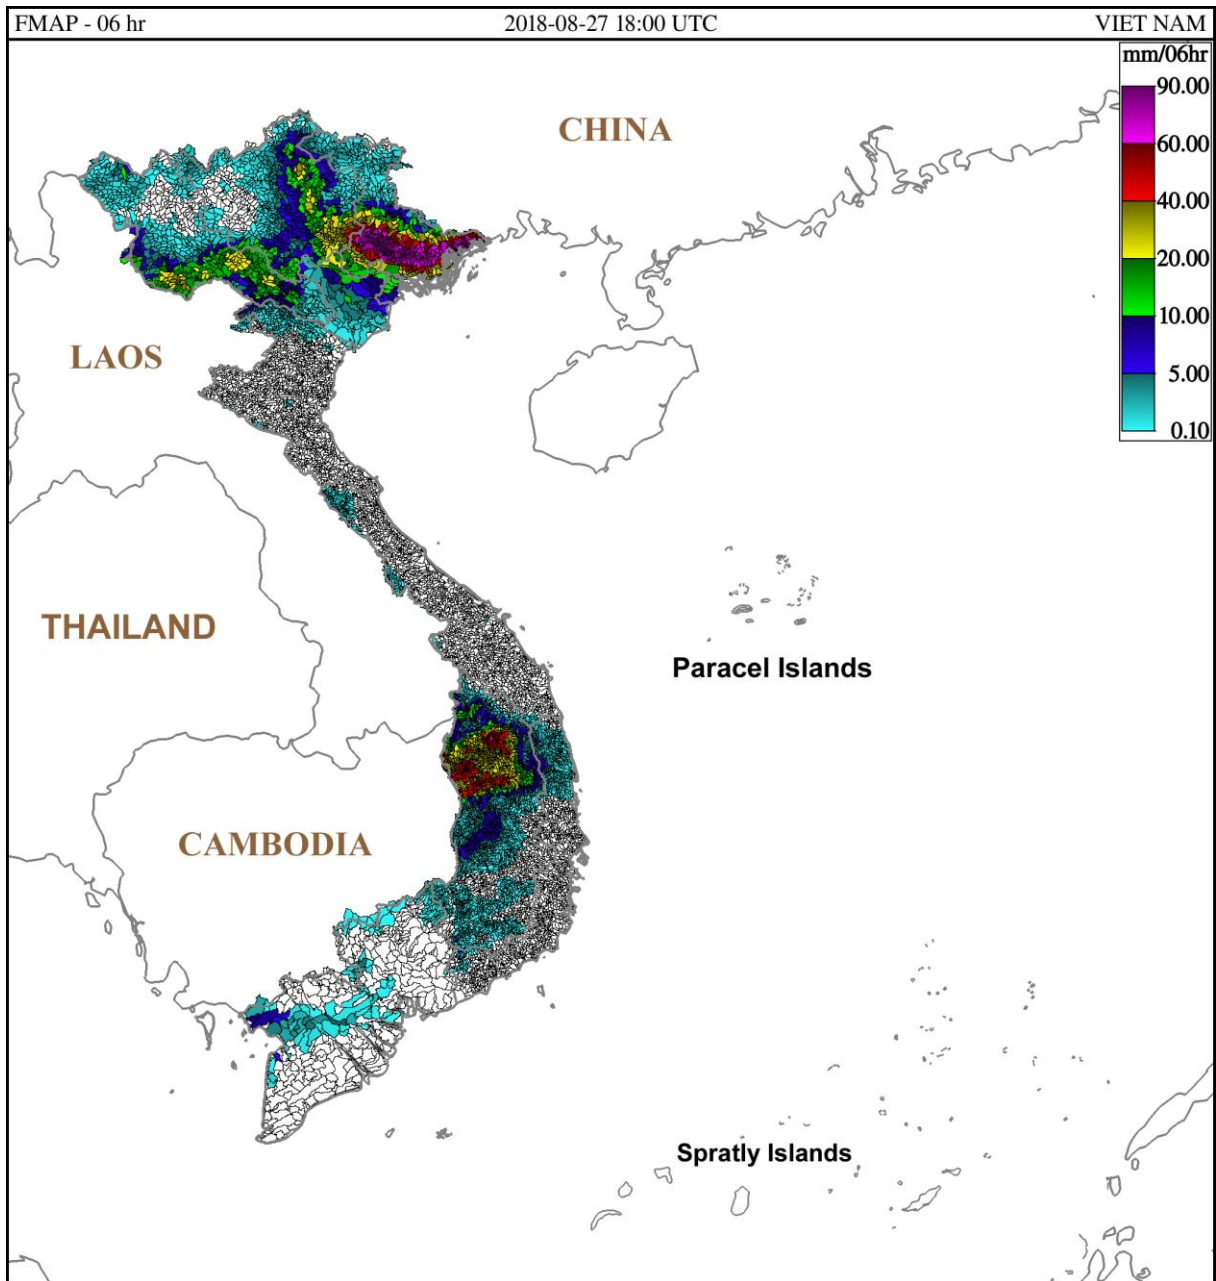 FMAP - 06 hr 2018-08-27 18:00 UTC VIET NAM
mm/06hr
90.00
60.00
40.00
20.00
10.00
5.00
0.10
CHINA
LAOS
THAILAND
Paracel Islands
CAMBODIA
Spratly Islands